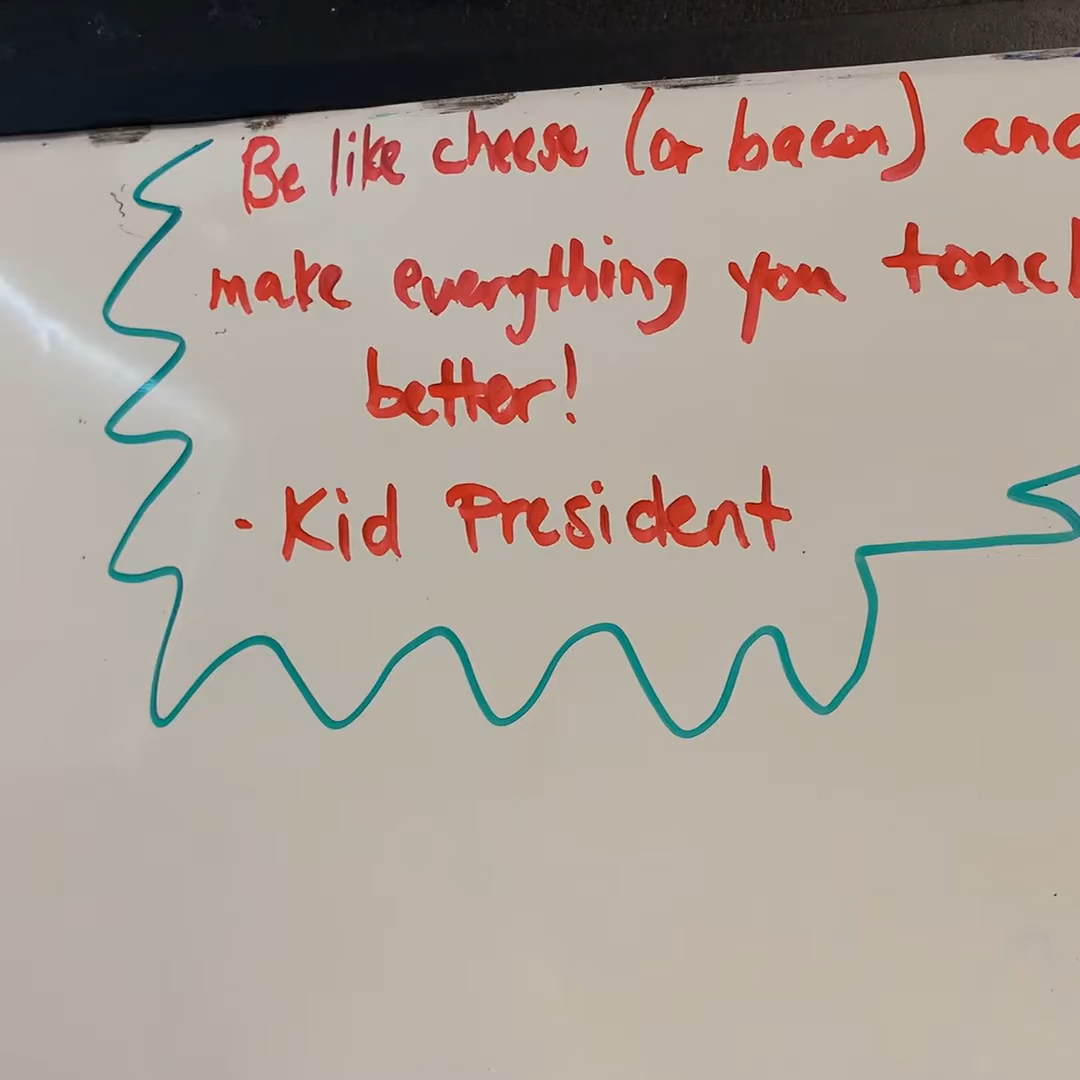 Be like cheese (or bacon) and
make everything you touch
better!
- Kid President